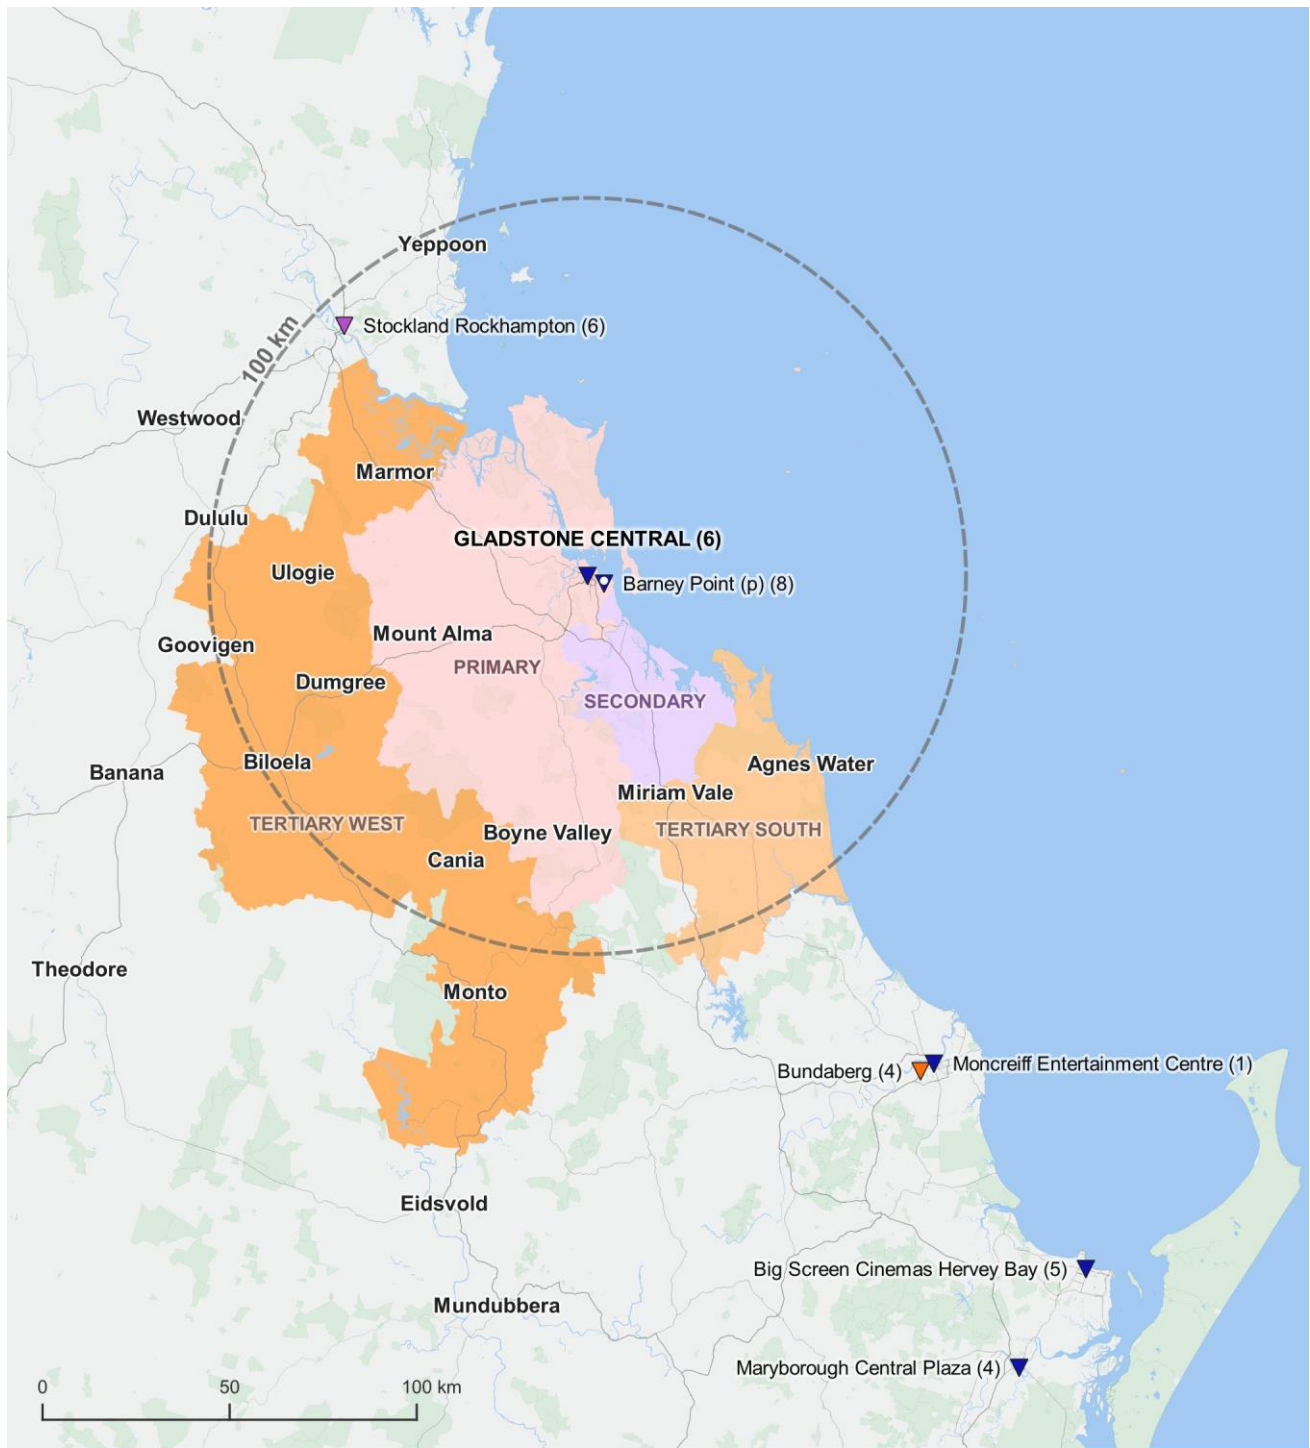 Yeppoon
Stockland Rockhampton (6)
100 km
Westwood
Marmor
Dululu
GLADSTONE CENTRAL (6)
Ulogie
Barney Point (p) (8)
Mount Alma
Goovigen
PRIMARY
Dumgree
SECONDARY
Biloela
Agnes Water
Banana
Miriam Vale
TERTIARY WEST
TERTIARY SOUTH
Boyne Valley
Cania
Theodore
Monto
Moncreiff Entertainment Centre (1)
Bundaberg (4)
Eidsvold
Big Screen Cinemas Hervey Bay (5)
Mundubbera
Maryborough Central Plaza (4)
0 50 100 km